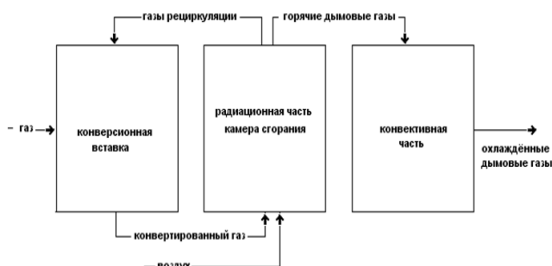 газы рециркуляции
горячие дымовые газы
газ
конверсионная
вставка
радиационная часть
камера сгорания
конвективная
часть
охлаждённые
дымовые газы
конвертированный газ
воздух